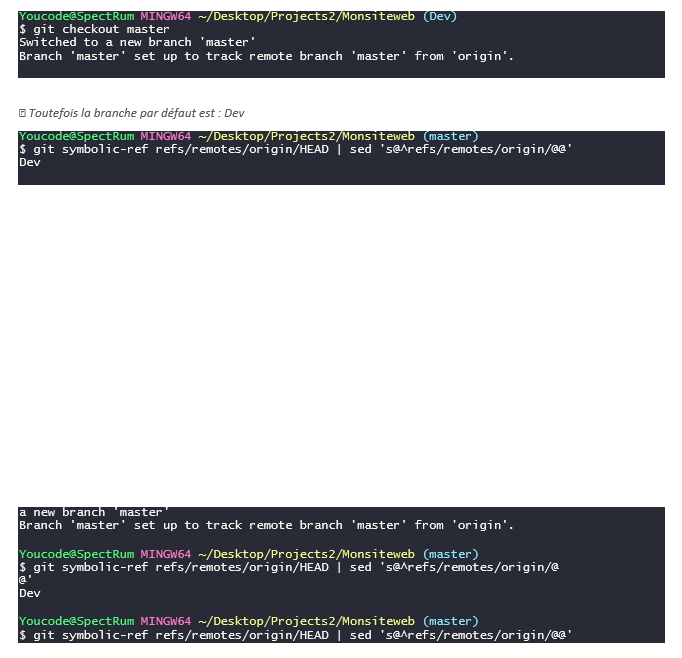 Youcode@SpectRum MINGW64 ~/Desktop/Projects2/Monsiteweb (Dev)
$ git checkout master
Switched to a new branch 'master'
Branch 'master' set up to track remote branch 'master' from 'origin'.
Toutefois la branche par défaut est : Dev
Youcode@SpectRum MINGW64 ~/Desktop/Projects2/Monsiteweb (master)
$ git symbolic-ref refs/remotes/origin/HEAD | sed 's@^refs/remotes/origin/@@'
Dev
a new branch 'master'
Branch 'master' set up to track remote branch 'master' from 'origin'.
Youcode@SpectRum MINGW64 ~/Desktop/Projects2/Monsiteweb (master)
$ git symbolic-ref refs/remotes/origin/HEAD | sed 's@^refs/remotes/origin/@
@'
Dev
Youcode@SpectRum MINGW64 ~/Desktop/Projects2/Monsiteweb (master)
$ git symbolic-ref refs/remotes/origin/HEAD | sed 's@^refs/remotes/origin/@@'